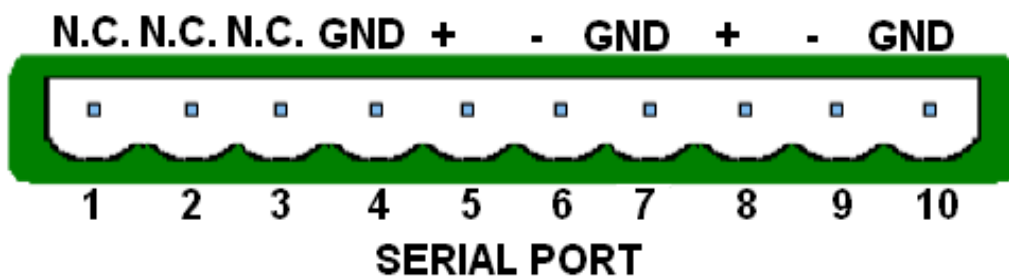 N.C. N.C. N.C. GND + - GND + - GND
1 2 3 4 5 6 7 8 9 10
SERIAL PORT